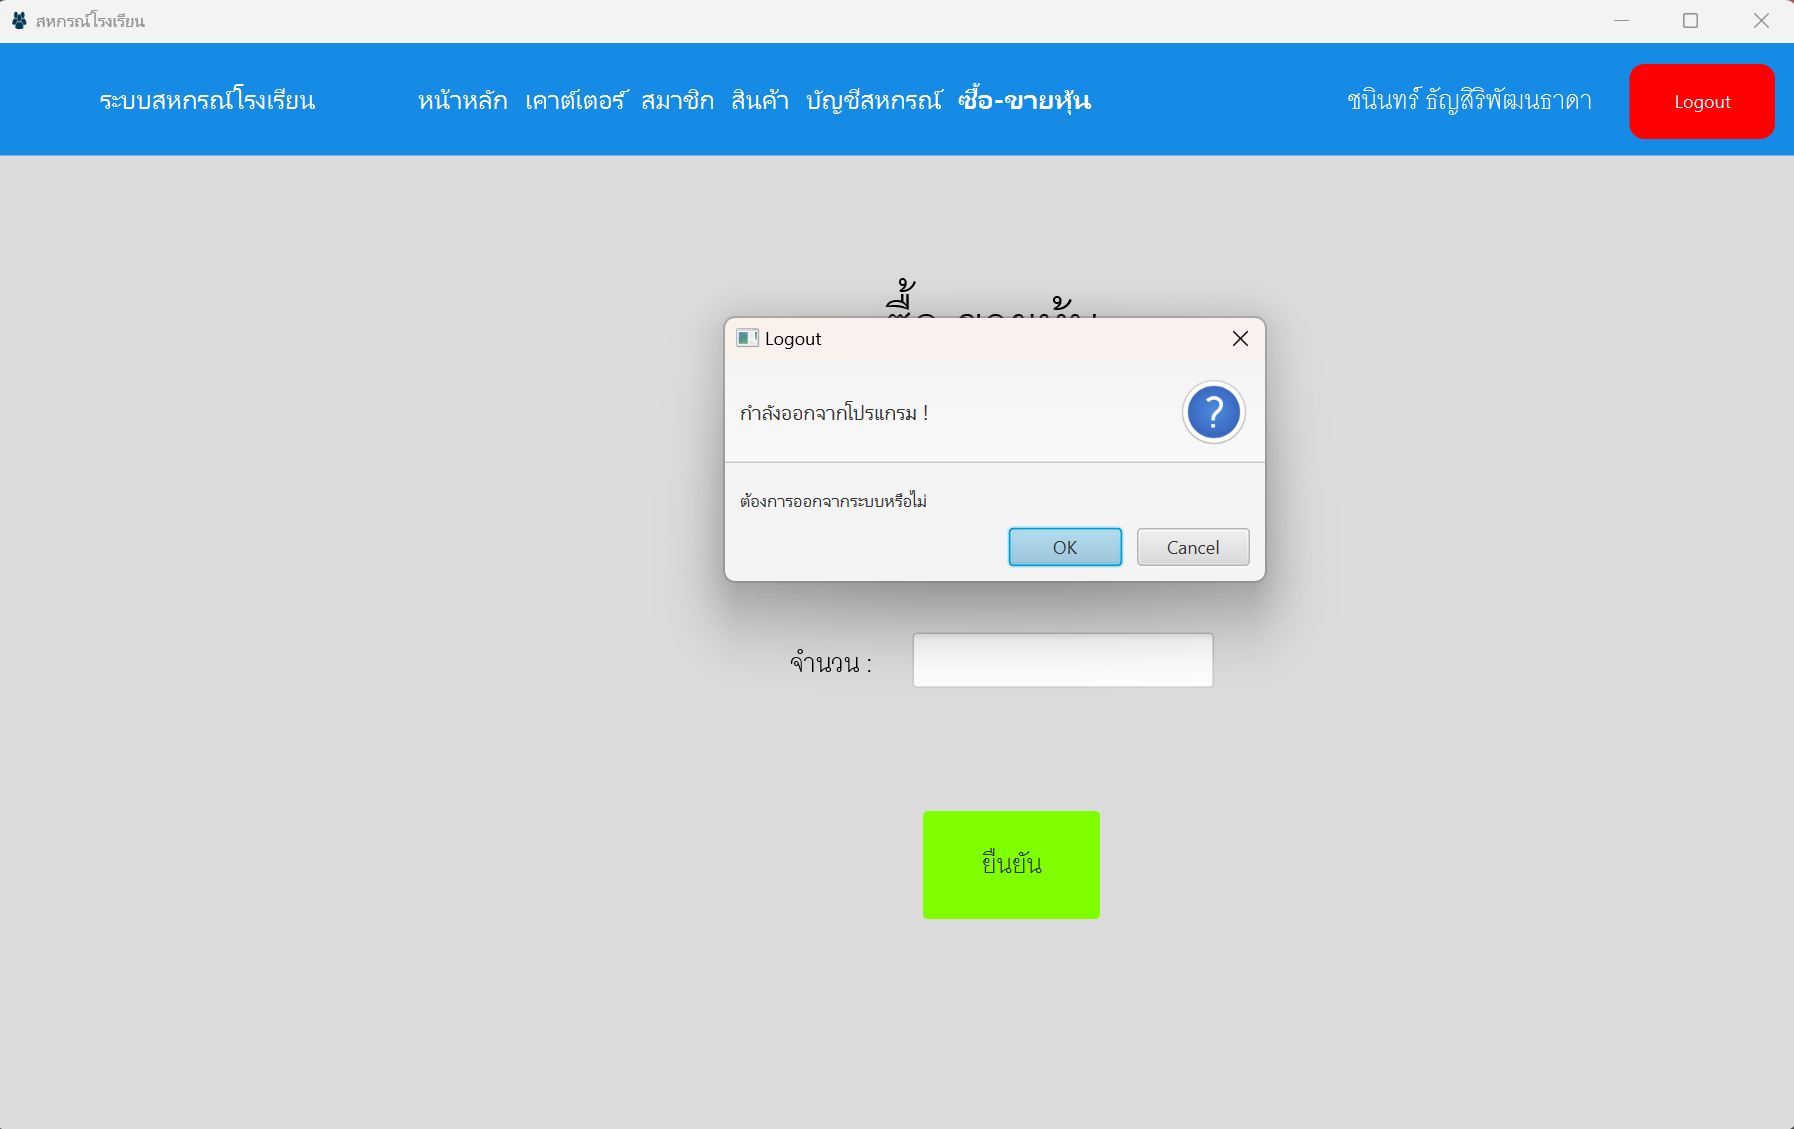 สหกรณ์โรงเรียน
ระบบสหกรณ์โรงเรียน หน้าหลัก เคาต์เตอร์ สมาชิก สินค้า บัญชีสหกรณ์ ซื้อ-ขายหุ้น ชนินทร์ ธัญสิริพัฒนธาดา Logout
ซื้อ-ขายหุ้น
Logout
กำลังออกจากโปรแกรม !
ต้องการออกจากระบบหรือไม่
OK Cancel
จำนวน :
ยืนยัน